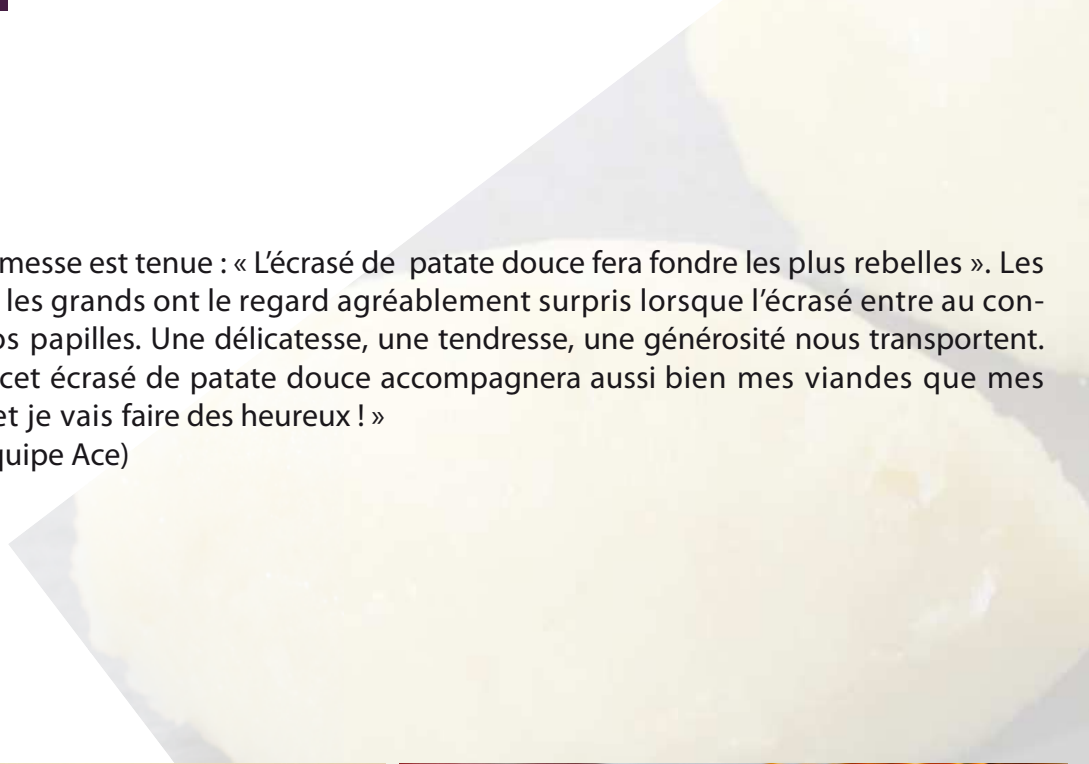 messe est tenue : « L'écrasé de patate douce fera fondre les plus rebelles ». Les
les grands ont le regard agréablement surpris lorsque l'écrasé entre au con-
os papilles. Une délicatesse, une tendresse, une générosité nous transportent.
cet écrasé de patate douce accompagnera aussi bien mes viandes que mes
et je vais faire des heureux ! »
quipe Ace)